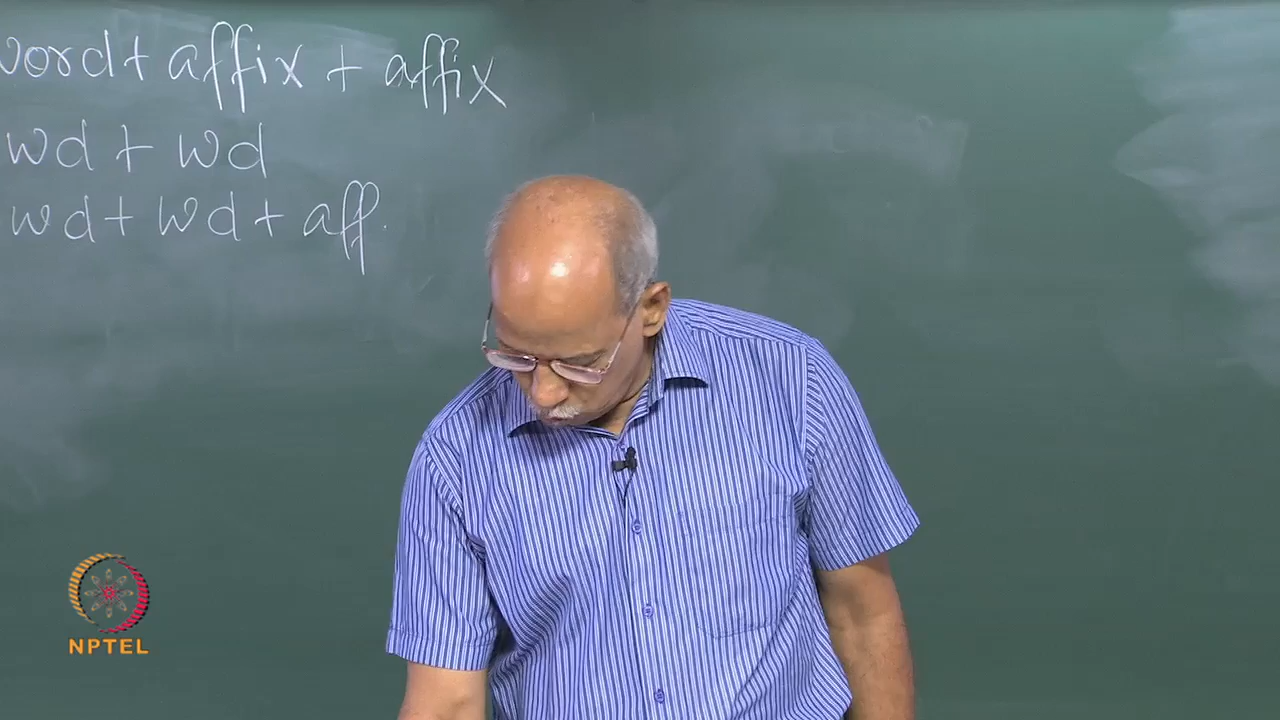 word + affix + affix
wd + wd
wd + wd + aff.
NPTEL